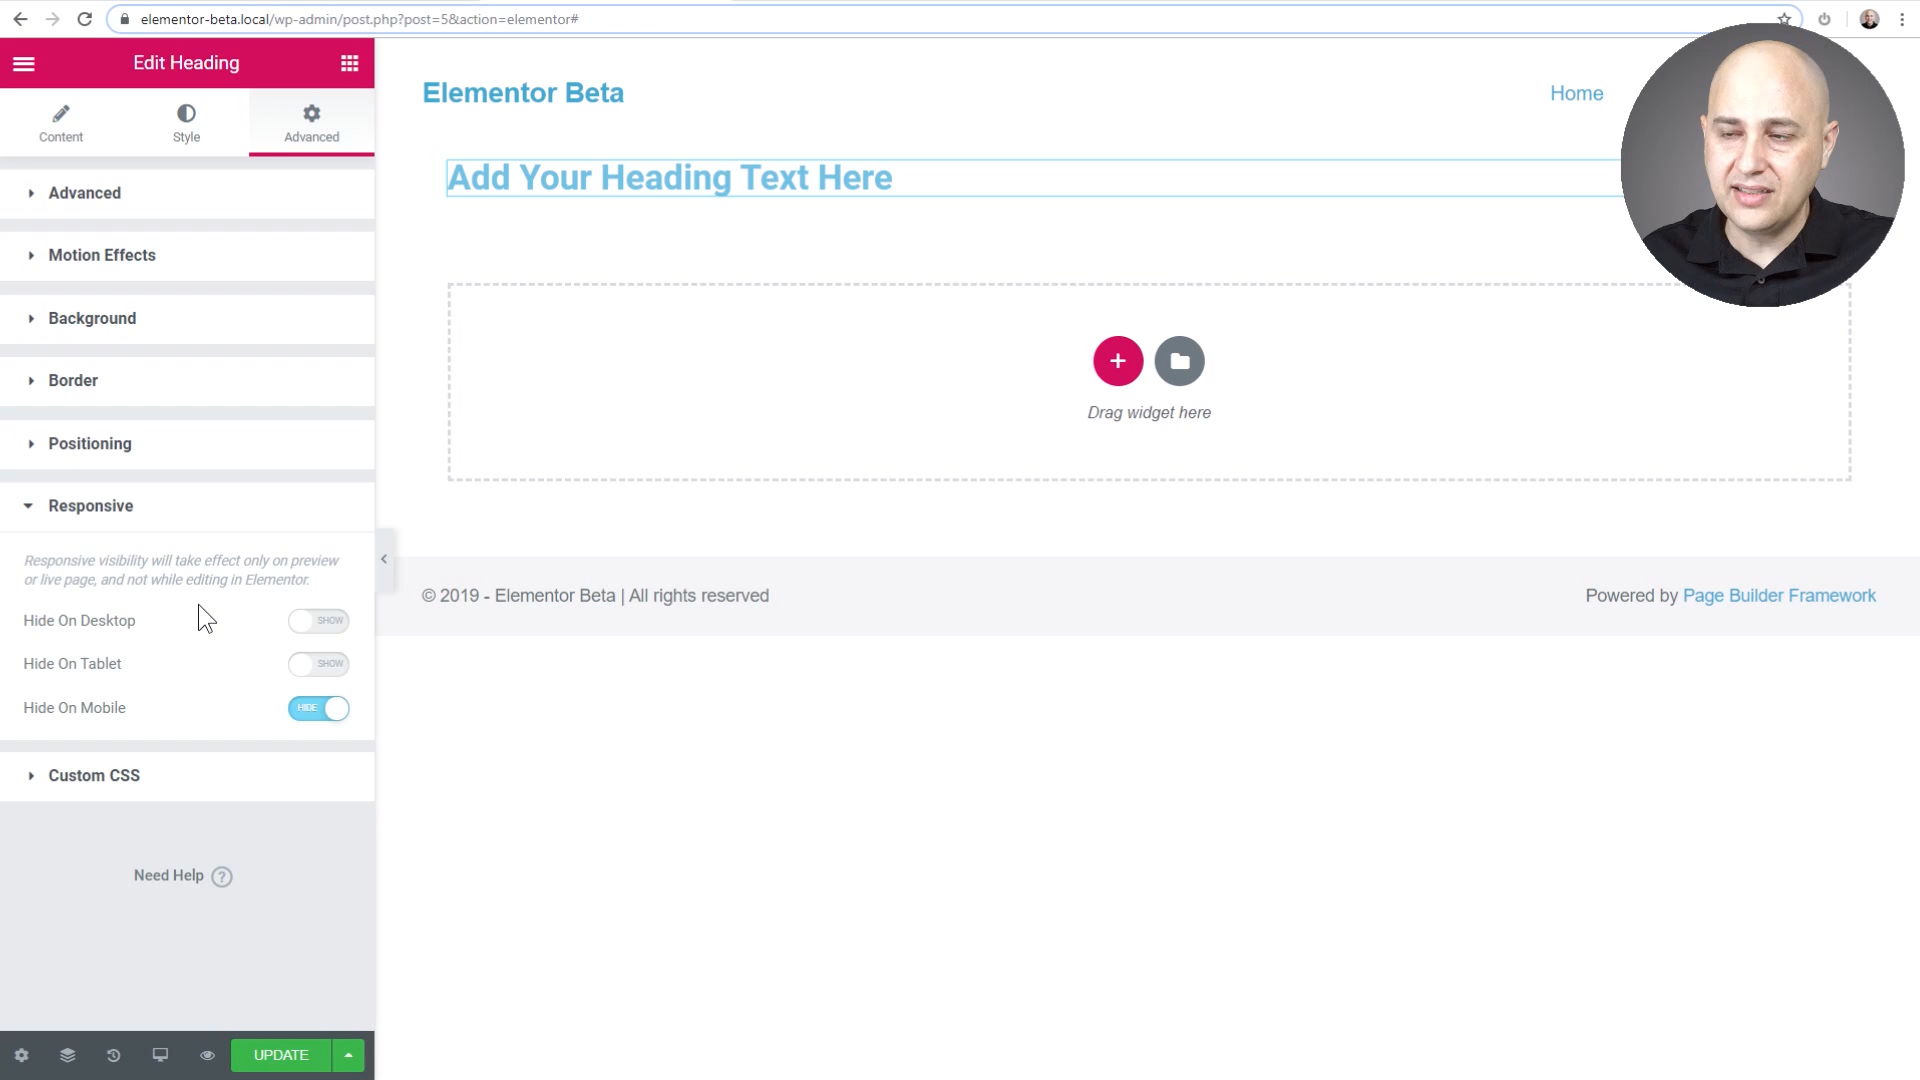 elementor-beta.local/wp-admin/post.php?post=5&action=elementor#
Edit Heading
Content
Style
Advanced
Advanced
Motion Effects
Background
Border
Positioning
Responsive
Responsive visibility will take effect only on preview
or live page, and not while editing in Elementor.
Hide On Desktop
SHOW
Hide On Tablet
SHOW
Hide On Mobile
HIDE
Custom CSS
Need Help ?
UPDATE
Elementor Beta
Home
Add Your Heading Text Here
Drag widget here
© 2019 - Elementor Beta | All rights reserved
Powered by Page Builder Framework